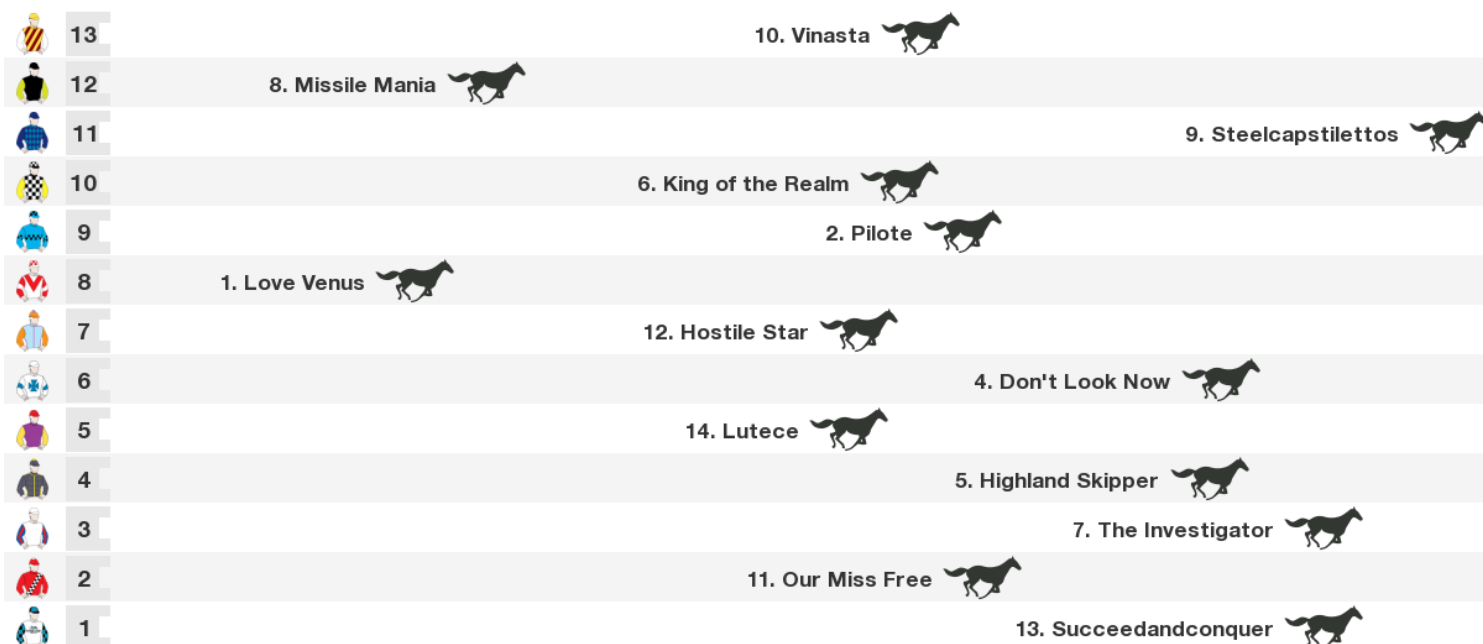 13 10. Vinasta
12 8. Missile Mania
11 9. Steelcapstilettos
10 6. King of the Realm
9 2. Pilote
8 1. Love Venus
7 12. Hostile Star
6 4. Don't Look Now
5 14. Lutece
4 5. Highland Skipper
3 7. The Investigator
2 11. Our Miss Free
1 13. Succeedandconquer